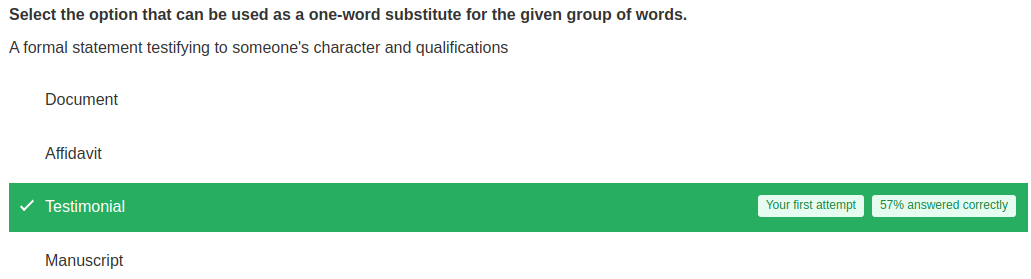 Select the option that can be used as a one-word substitute for the given group of words.
A formal statement testifying to someone's character and qualifications
Document
Affidavit
Testimonial Your first attempt 57% answered correctly
Manuscript